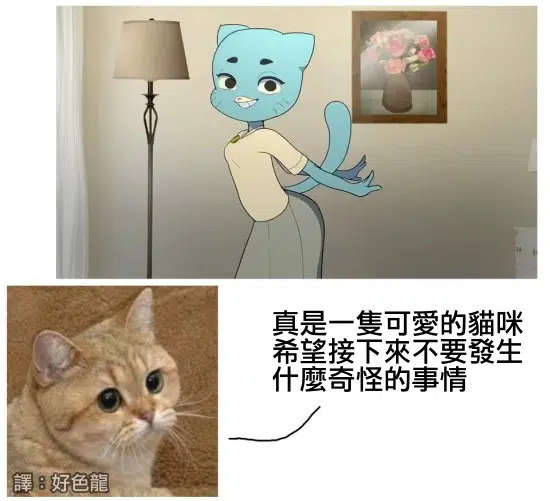 真是一隻可愛的貓咪
希望接下來不要發生
什麼奇怪的事情
譯：好色龍